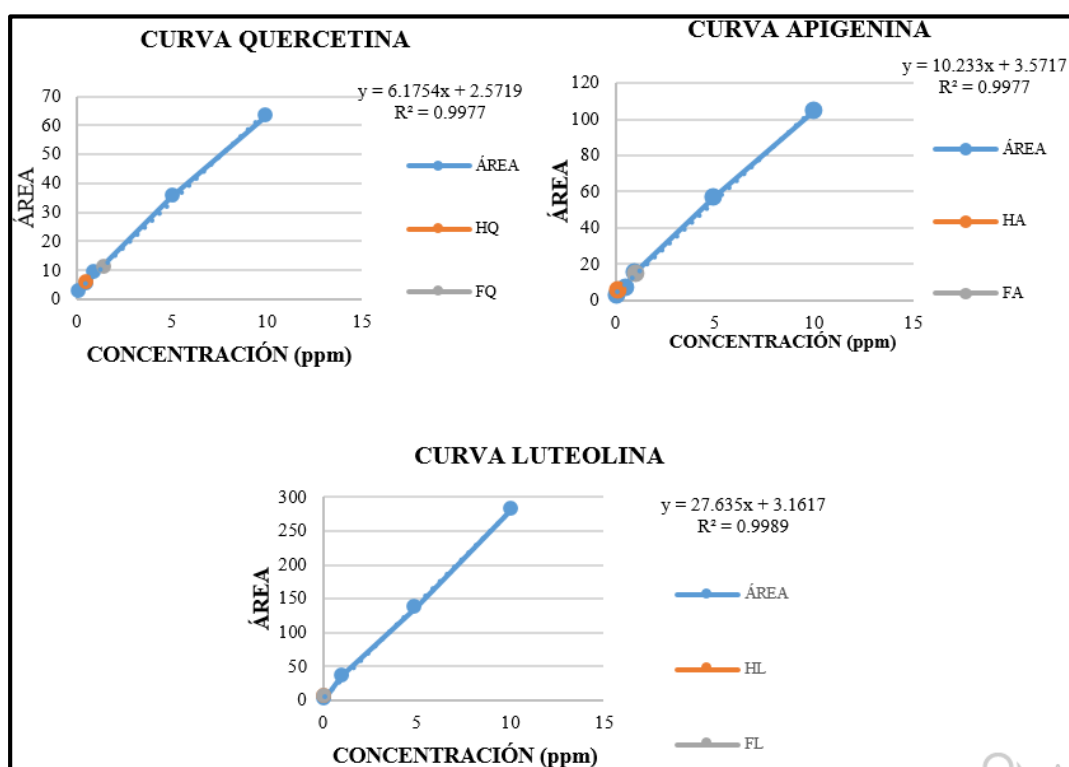 CURVA QUERCETINA
y = 6.1754x + 2.5719
R² = 0.9977
70
60
50
40
30
20
10
0
ÁREA
0 5 10 15
CONCENTRACIÓN (ppm)
ÁREA
HQ
FQ
CURVA APIGENINA
y = 10.233x + 3.5717
R² = 0.9977
120
100
80
60
40
20
0
ÁREA
0 5 10 15
CONCENTRACIÓN (ppm)
ÁREA
HA
FA
CURVA LUTEOLINA
y = 27.635x + 3.1617
R² = 0.9989
300
250
200
150
100
50
0
ÁREA
0 5 10 15
CONCENTRACIÓN (ppm)
ÁREA
HL
FL